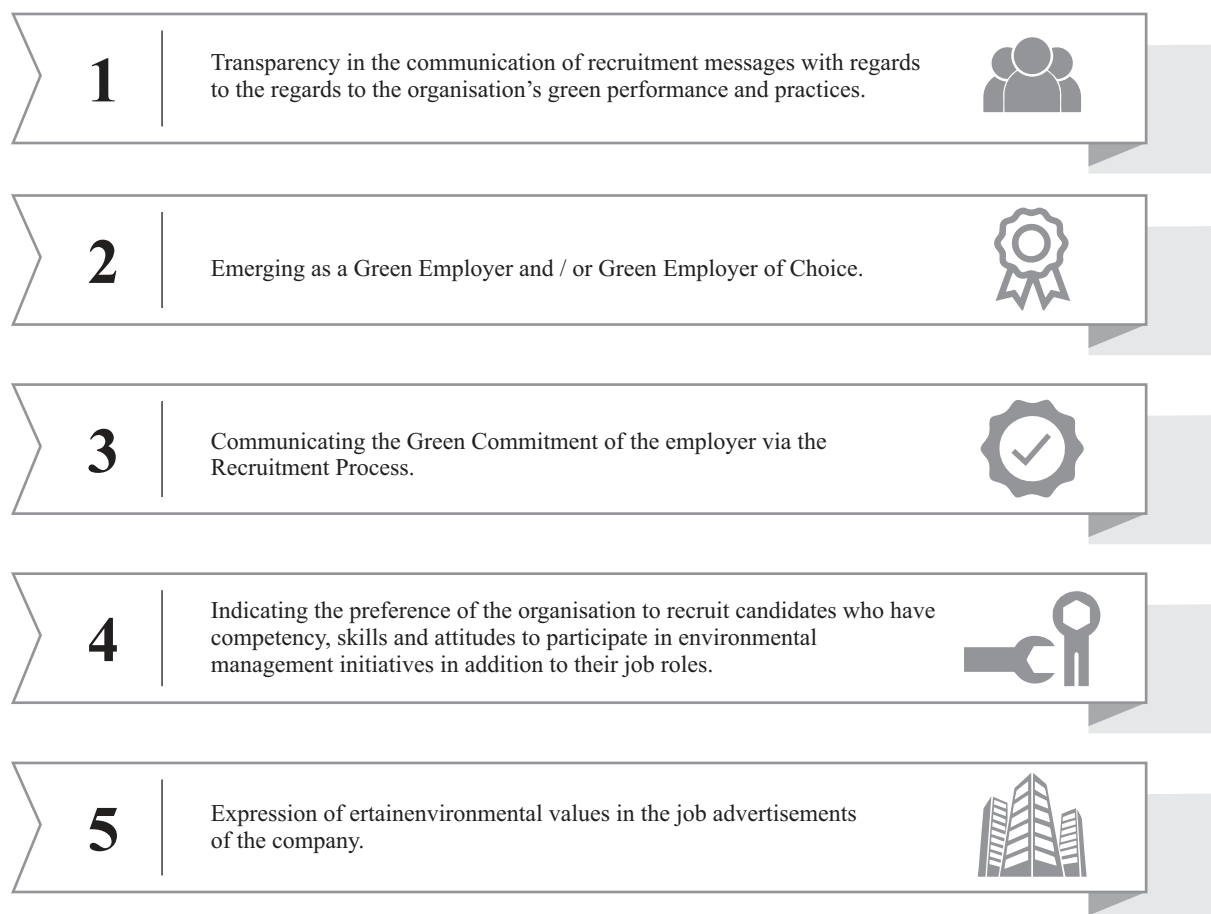 1
Transparency in the communication of recruitment messages with regards
to the regards to the organisation's green performance and practices.
2
Emerging as a Green Employer and / or Green Employer of Choice.
3
Communicating the Green Commitment of the employer via the
Recruitment Process.
4
Indicating the preference of the organisation to recruit candidates who have
competency, skills and attitudes to participate in environmental
management initiatives in addition to their job roles.
5
Expression of ertainenvironmental values in the job advertisements
of the company.